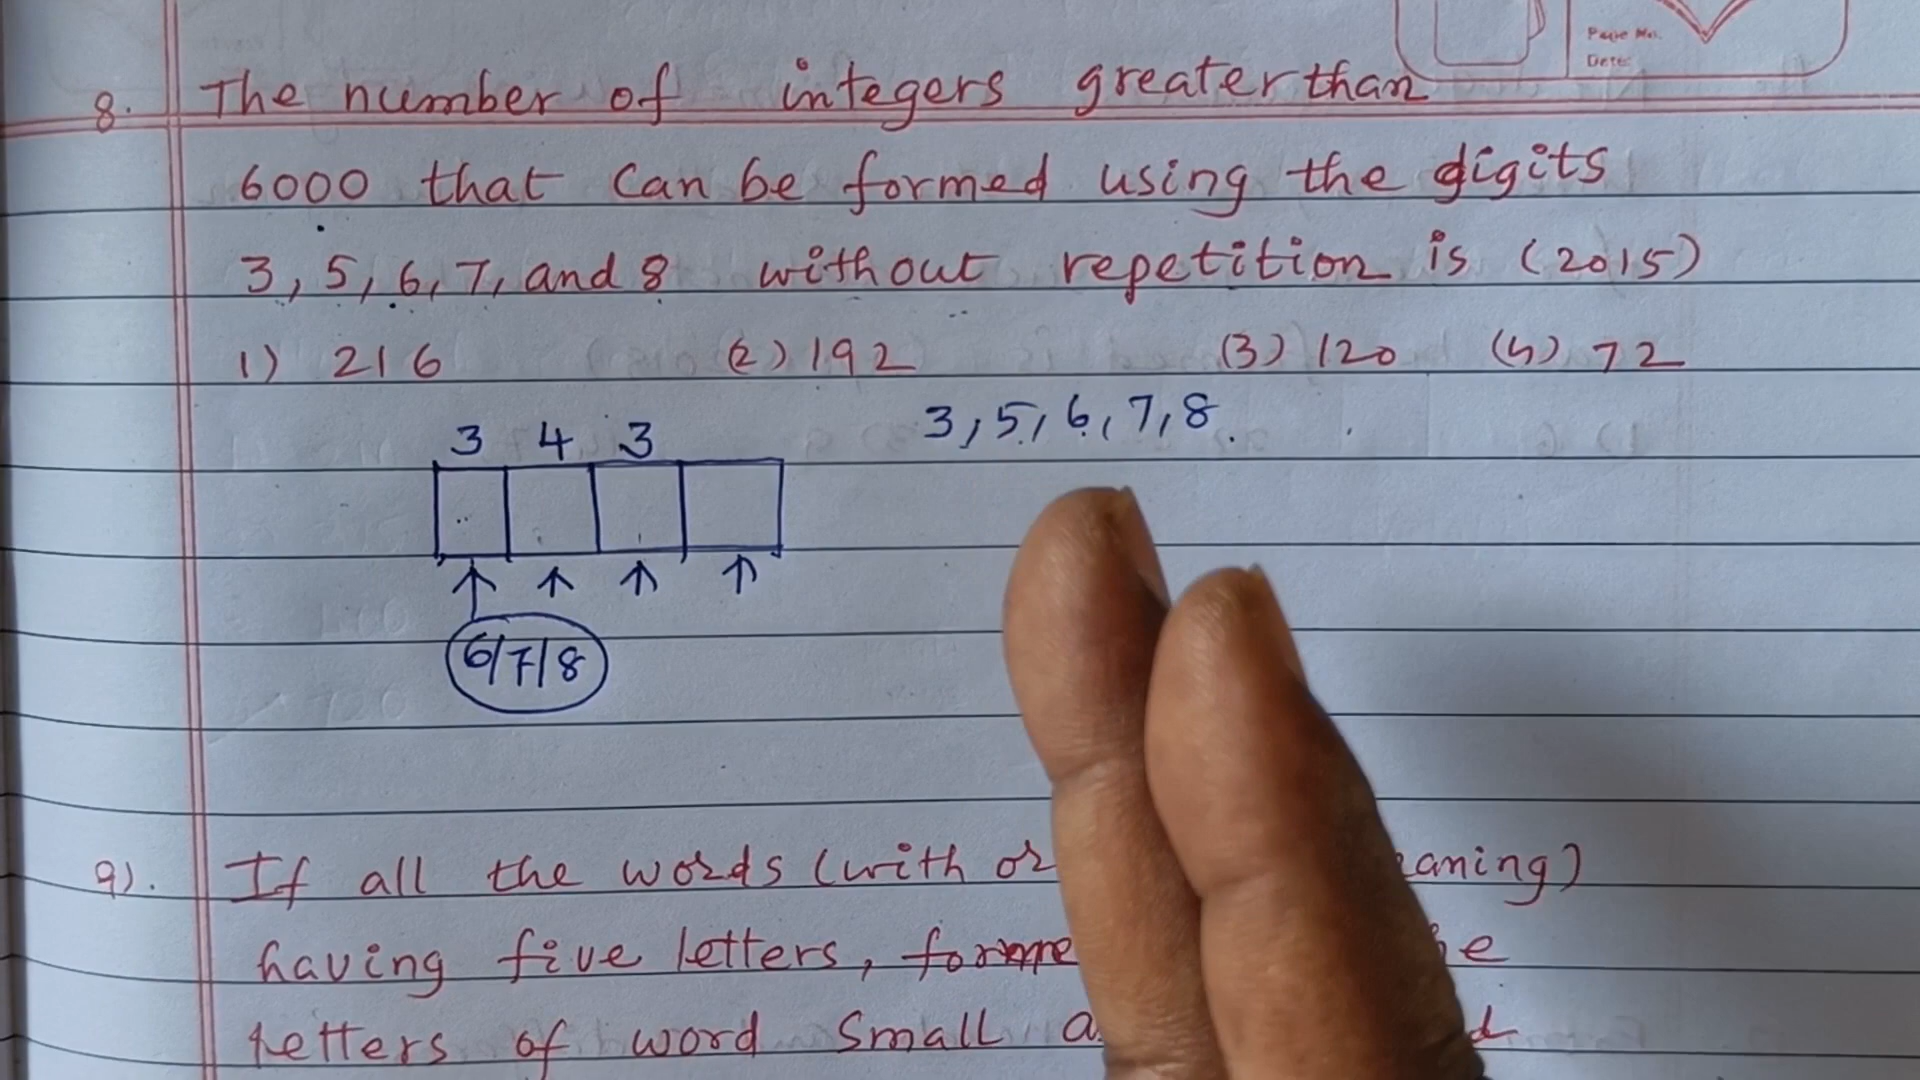 Page No.
Date:
8. The number of integers greater than
6000 that can be formed using the digits
3, 5, 6, 7, and 8 without repetition is (2015)
1) 216 (2) 192 (3) 120 (4) 72
3, 5, 6, 7, 8.
3 4 3
6/7/8
9). If all the words (with or
having five letters,
letters of word Small